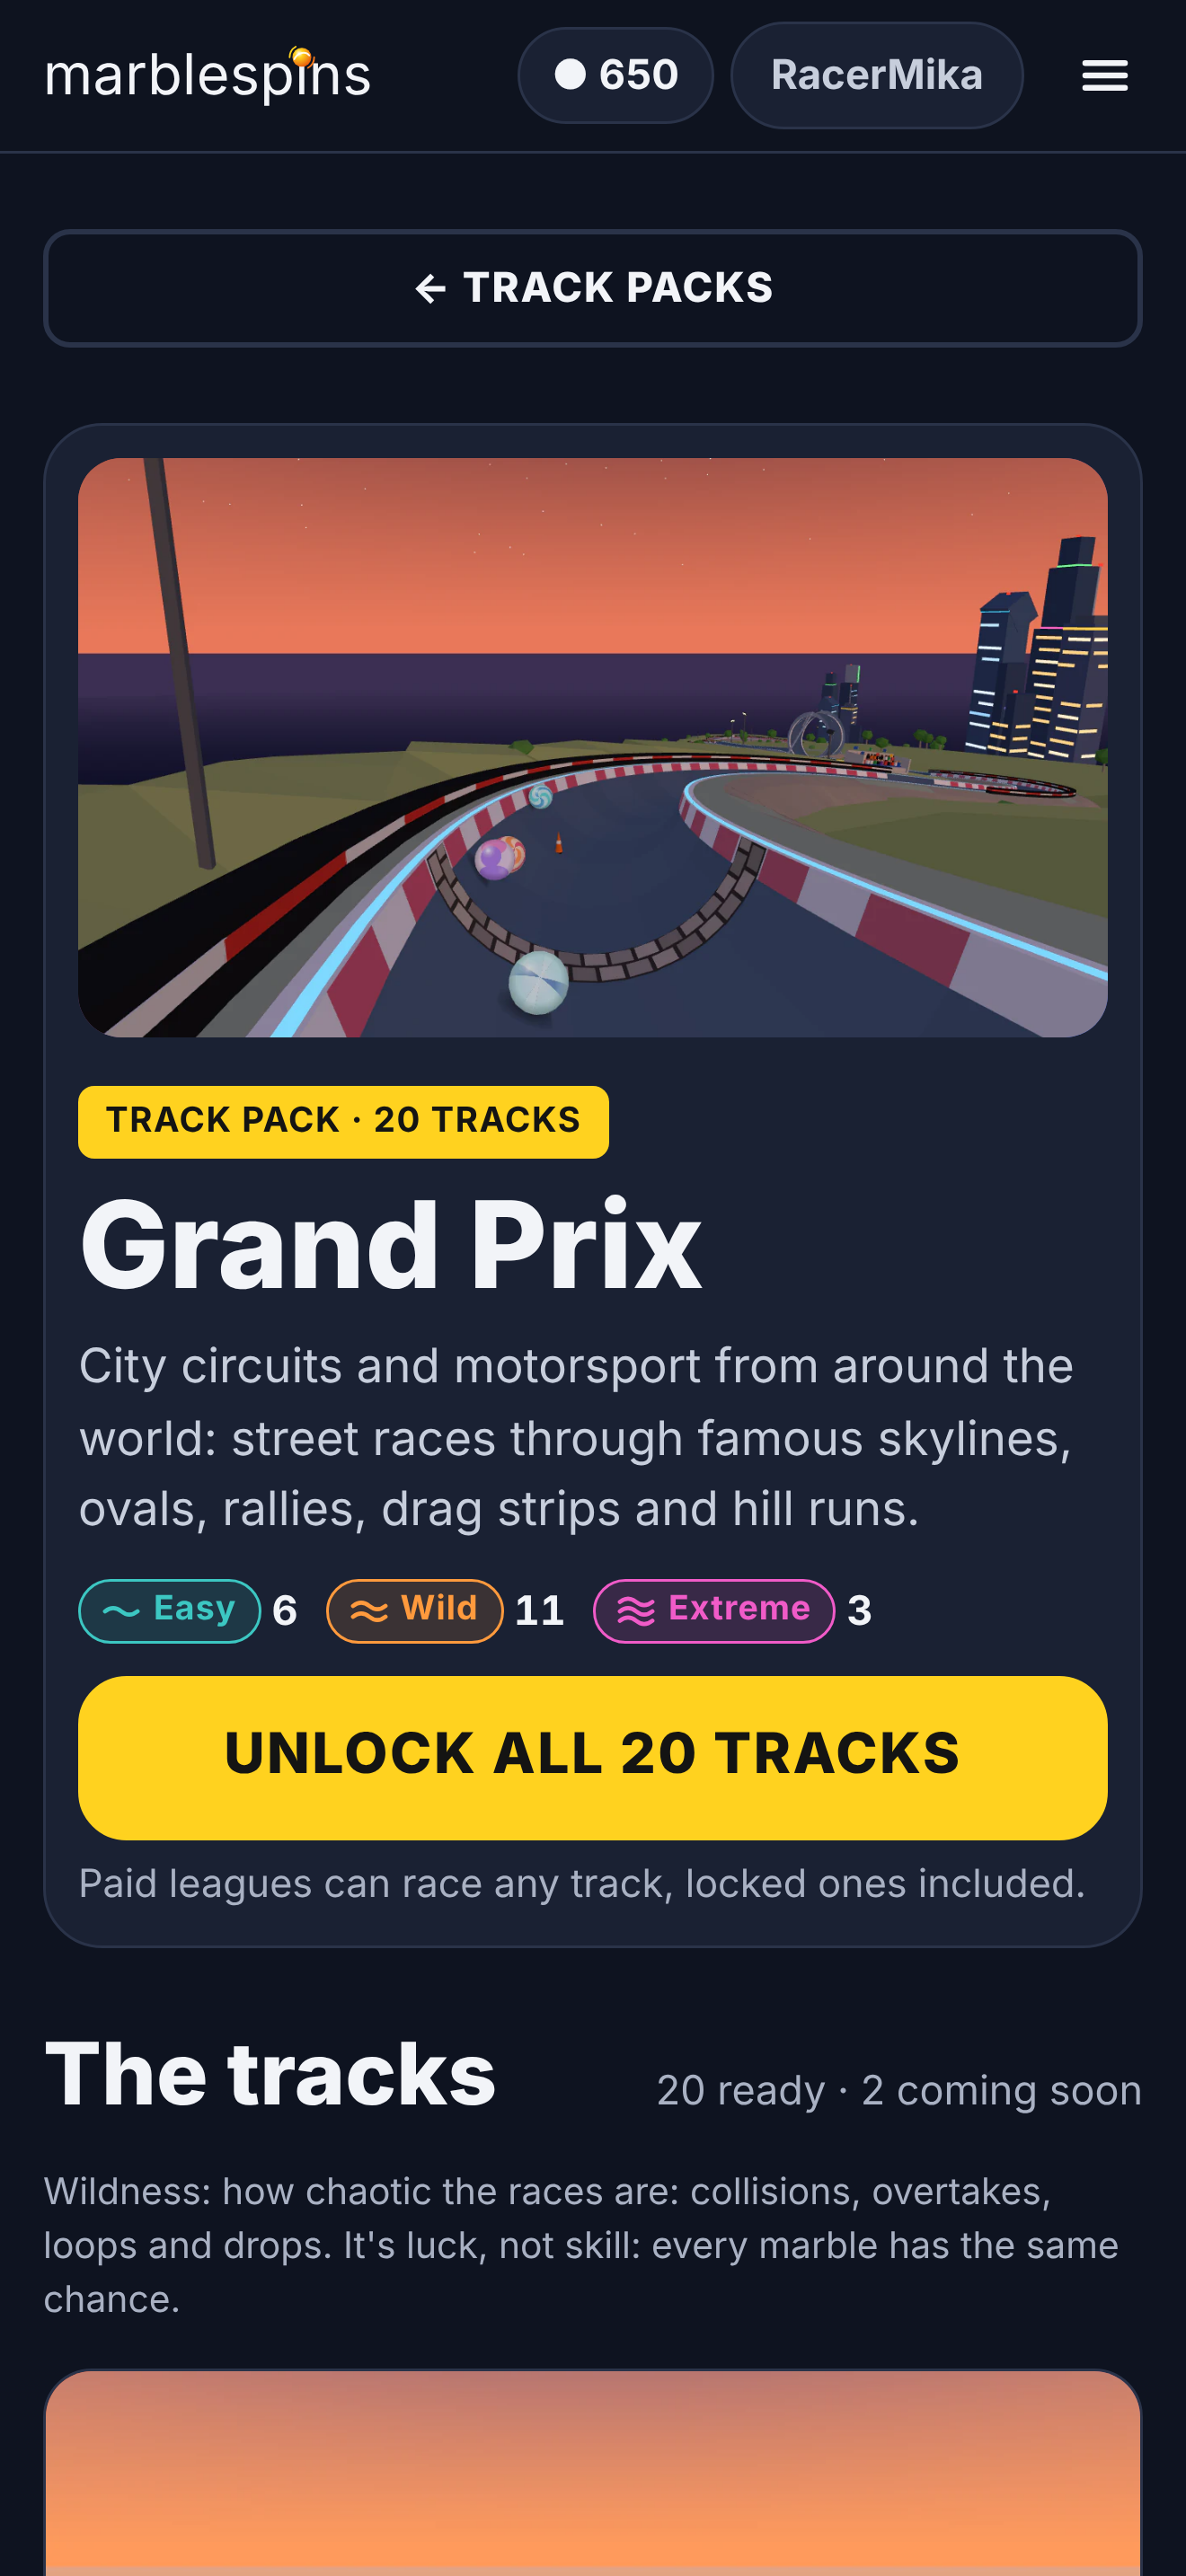 marblespins
650
RacerMika
← TRACK PACKS
TRACK PACK · 20 TRACKS
Grand Prix
City circuits and motorsport from around the
world: street races through famous skylines,
ovals, rallies, drag strips and hill runs.
Easy 6 Wild 11 Extreme 3
UNLOCK ALL 20 TRACKS
Paid leagues can race any track, locked ones included.
The tracks
20 ready · 2 coming soon
Wildness: how chaotic the races are: collisions, overtakes,
loops and drops. It's luck, not skill: every marble has the same
chance.